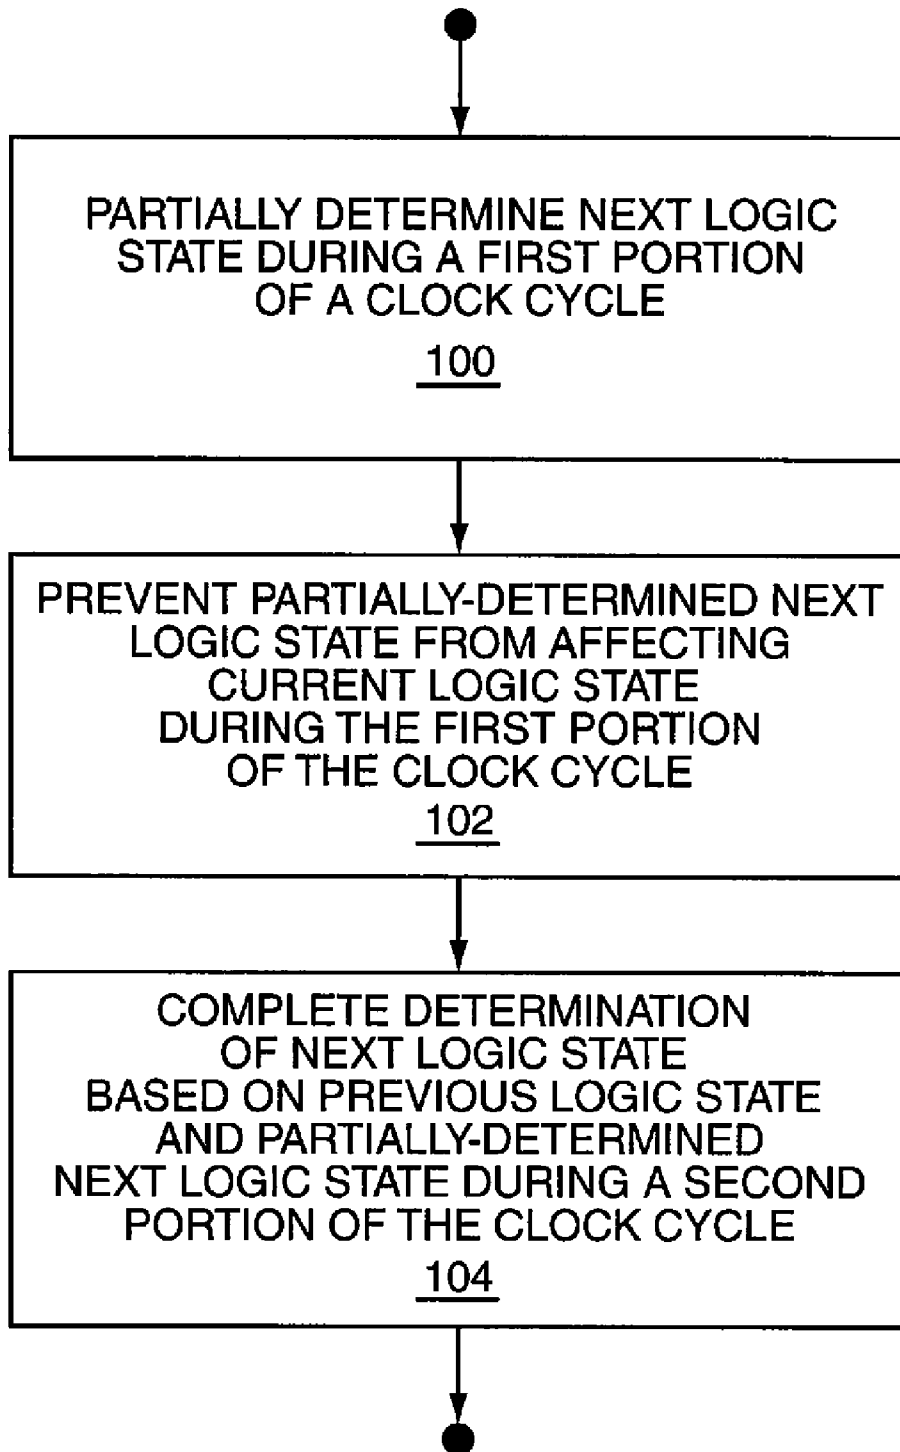 PARTIALLY DETERMINE NEXT LOGIC
STATE DURING A FIRST PORTION
OF A CLOCK CYCLE
100
PREVENT PARTIALLY-DETERMINED NEXT
LOGIC STATE FROM AFFECTING
CURRENT LOGIC STATE
DURING THE FIRST PORTION
OF THE CLOCK CYCLE
102
COMPLETE DETERMINATION
OF NEXT LOGIC STATE
BASED ON PREVIOUS LOGIC STATE
AND PARTIALLY-DETERMINED
NEXT LOGIC STATE DURING A SECOND
PORTION OF THE CLOCK CYCLE
104